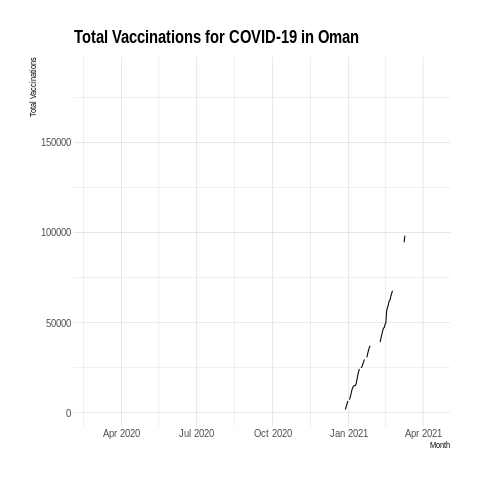 Total Vaccinations for COVID-19 in Oman
Total Vaccinations
150000
100000
50000
0
Apr 2020 Jul 2020 Oct 2020 Jan 2021 Apr 2021
Month